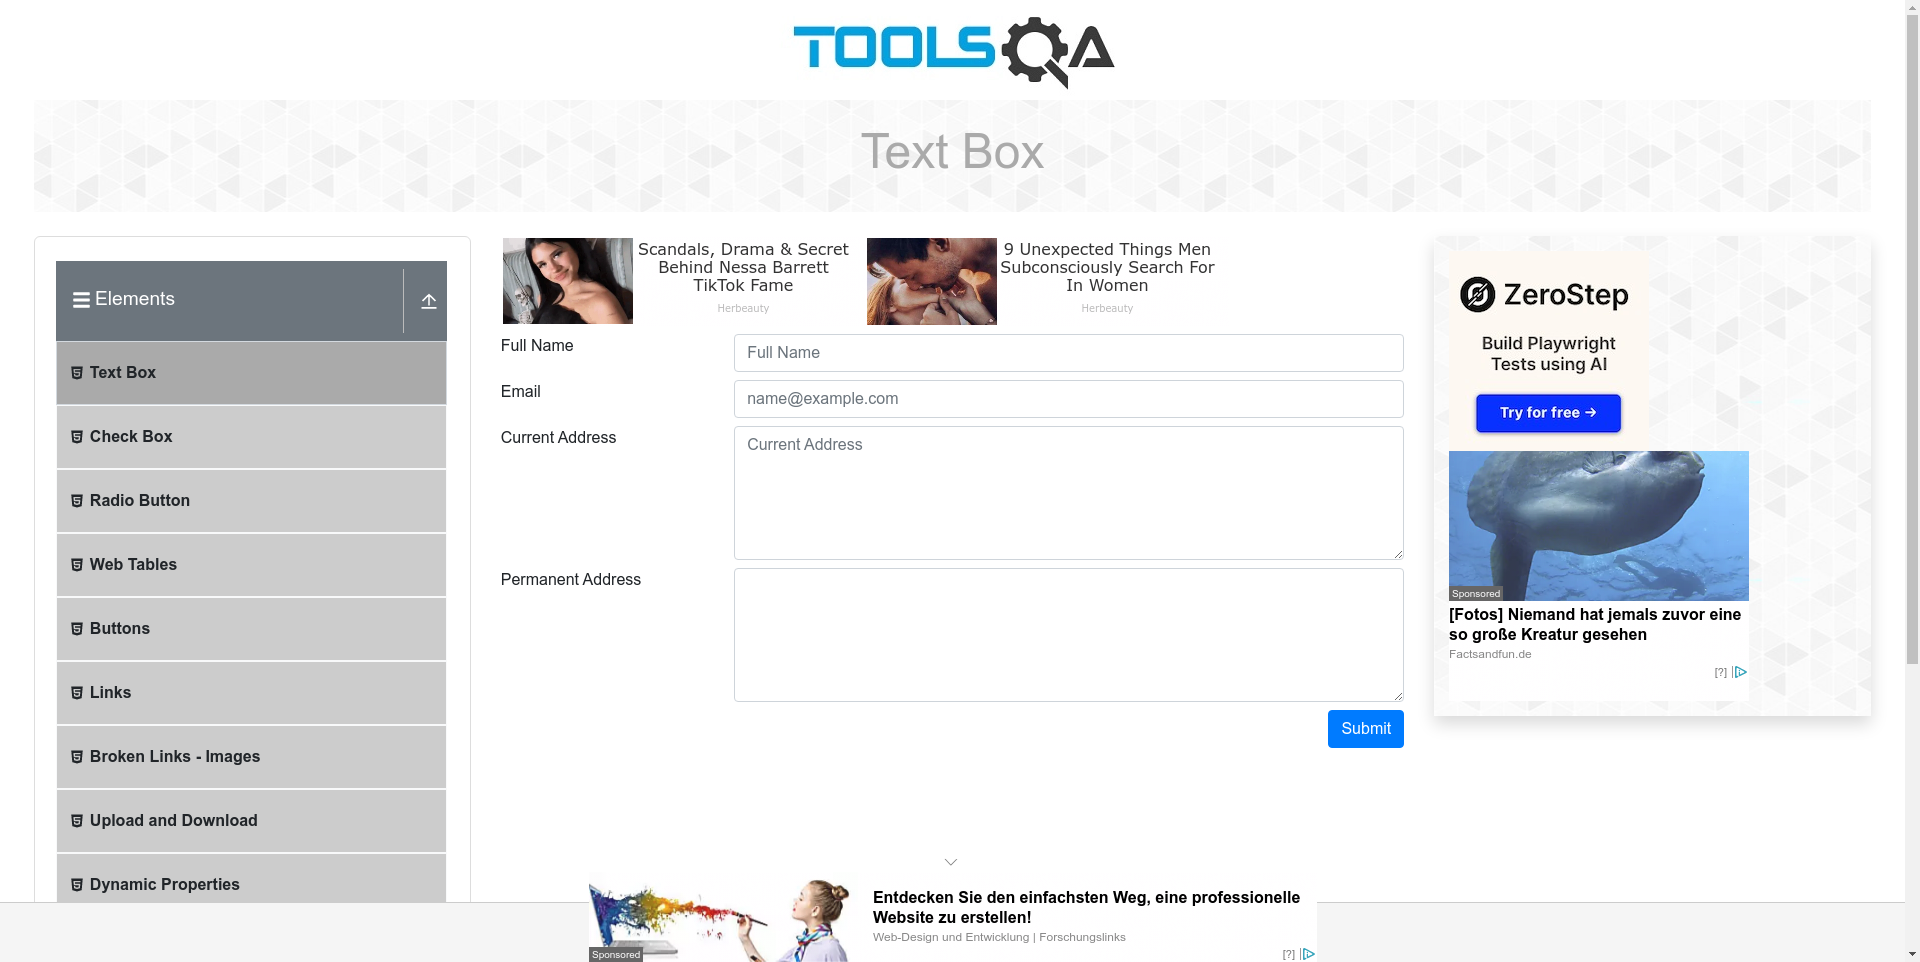 TOOLSQA
Text Box
Elements
Text Box
Check Box
Radio Button
Web Tables
Buttons
Links
Broken Links - Images
Upload and Download
Dynamic Properties
Scandals, Drama & Secret
Behind Nessa Barrett
TikTok Fame
Herbeauty
9 Unexpected Things Men
Subconsciously Search For
In Women
Herbeauty
Full Name
Full Name
Email
name@example.com
Current Address
Current Address
Permanent Address
Submit
ZeroStep
Build Playwright
Tests using AI
Try for free →
Sponsored
[Fotos] Niemand hat jemals zuvor eine
so große Kreatur gesehen
Factsandfun.de
[?]
Entdecken Sie den einfachsten Weg, eine professionelle
Website zu erstellen!
Web-Design und Entwicklung | Forschungslinks
Sponsored
[?]